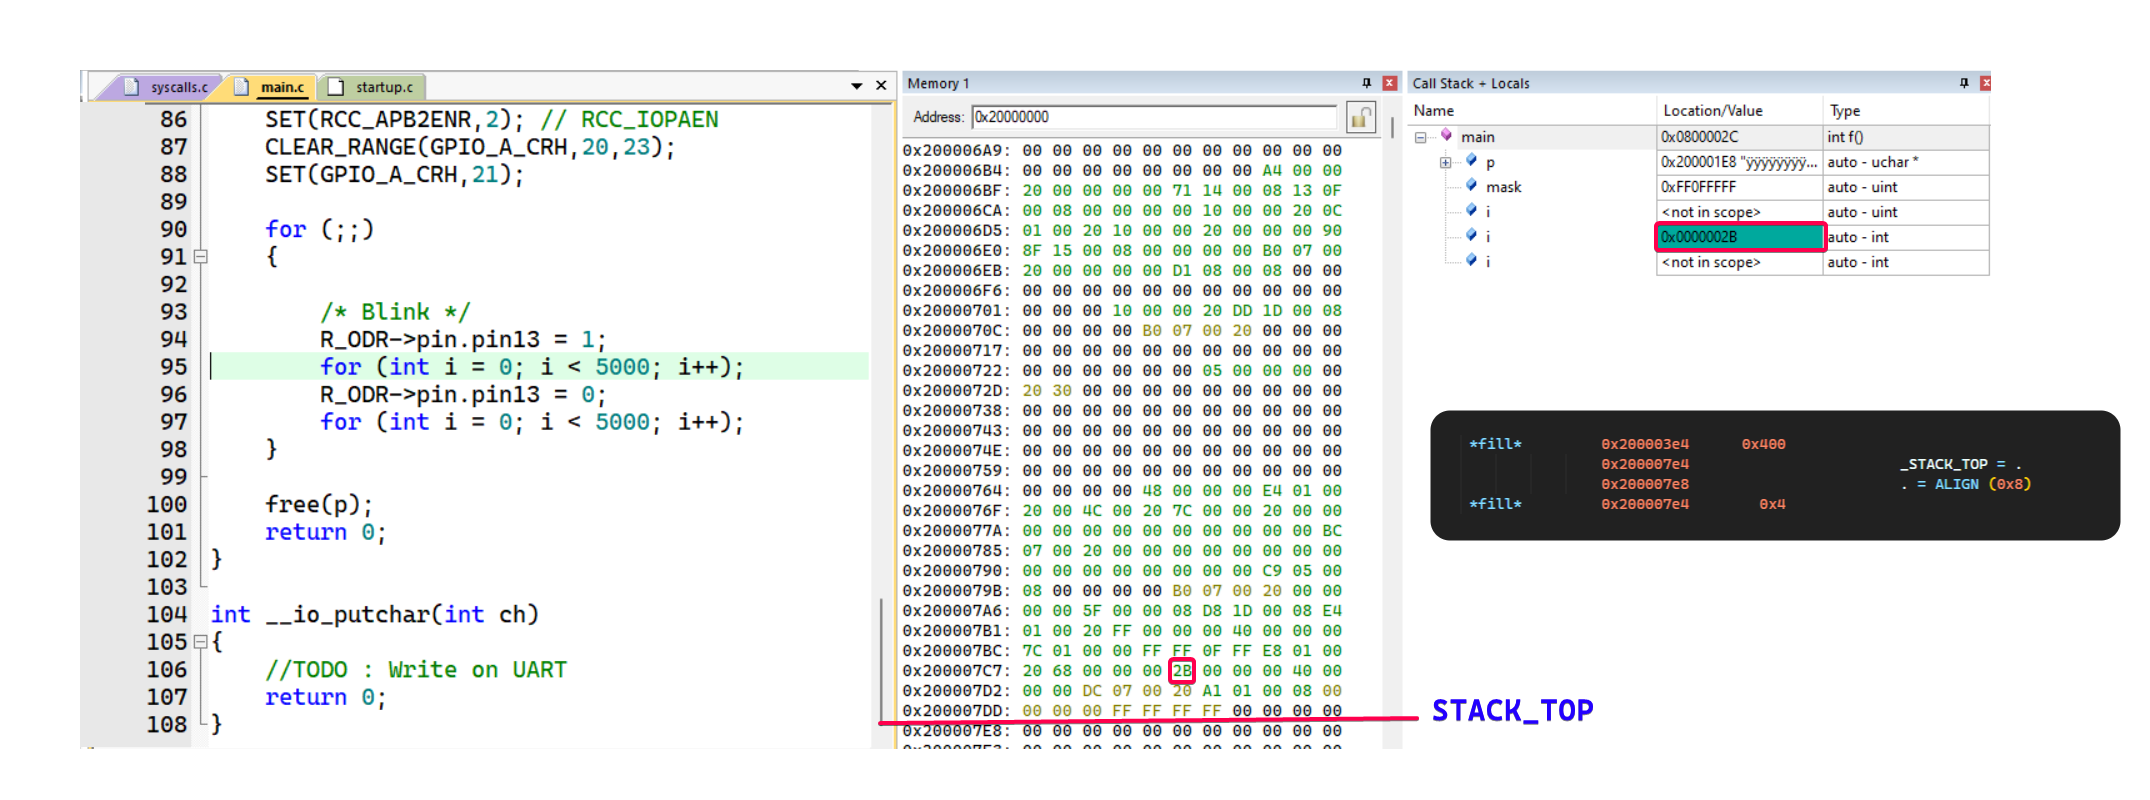 syscalls.c
main.c
startup.c
86 SET(RCC_APB2ENR,2); // RCC_IOPAEN
87 CLEAR_RANGE(GPIO_A_CRH,20,23);
88 SET(GPIO_A_CRH,21);
89
90 for (;;)
91 {
92
93 /* Blink */
94 R_ODR->pin.pin13 = 1;
95 for (int i = 0; i < 5000; i++);
96 R_ODR->pin.pin13 = 0;
97 for (int i = 0; i < 5000; i++);
98 }
99
100 free(p);
101 return 0;
102 }
103
104 int __io_putchar(int ch)
105 {
106 //TODO : Write on UART
107 return 0;
108 }
Memory 1
Address: 0x20000000
0x200006A9: 00 00 00 00 00 00 00 00 00 00 00
0x200006B4: 00 00 00 00 00 00 00 00 A4 00 00
0x200006BF: 20 00 00 00 00 71 14 00 08 13 0F
0x200006CA: 00 08 00 00 00 00 10 00 00 20 0C
0x200006D5: 01 00 20 10 00 00 20 00 00 00 90
0x200006E0: 8F 15 00 08 00 00 00 00 B0 07 00
0x200006EB: 20 00 00 00 00 D1 08 00 08 00 00
0x200006F6: 00 00 00 00 00 00 00 00 00 00 00
0x20000701: 00 00 00 10 00 00 20 DD 1D 00 08
0x2000070C: 00 00 00 00 B0 07 00 20 00 00 00
0x20000717: 00 00 00 00 00 00 00 00 00 00 00
0x20000722: 00 00 00 00 00 00 05 00 00 00 00
0x2000072D: 20 30 00 00 00 00 00 00 00 00 00
0x20000738: 00 00 00 00 00 00 00 00 00 00 00
0x20000743: 00 00 00 00 00 00 00 00 00 00 00
0x2000074E: 00 00 00 00 00 00 00 00 00 00 00
0x20000759: 00 00 00 00 00 00 00 00 00 00 00
0x20000764: 00 00 00 00 48 00 00 00 E4 01 00
0x2000076F: 20 00 4C 00 20 7C 00 00 20 00 00
0x2000077A: 00 00 00 00 00 00 00 00 00 00 BC
0x20000785: 07 00 20 00 00 00 00 00 00 00 00
0x20000790: 00 00 00 00 00 00 00 00 C9 05 00
0x2000079B: 08 00 00 00 00 B0 07 00 20 00 00
0x200007A6: 00 00 5F 00 00 08 D8 1D 00 08 E4
0x200007B1: 01 00 20 FF 00 00 00 40 00 00 00
0x200007BC: 7C 01 00 00 FF FF 0F FF E8 01 00
0x200007C7: 20 68 00 00 00 2B 00 00 00 40 00
0x200007D2: 00 00 DC 07 00 20 A1 01 00 08 00
0x200007DD: 00 00 00 FF FF FF FF 00 00 00 00
0x200007E8: 00 00 00 00 00 00 00 00 00 00 00
Call Stack + Locals
Name Location/Value Type
main 0x0800002C int f()
p 0x200001E8 "ÿÿÿÿÿÿÿÿ... auto - uchar *
mask 0xFF0FFFFF auto - uint
i <not in scope> auto - uint
i 0x0000002B auto - int
i <not in scope> auto - int
*fill* 0x200003e4 0x400
0x200007e4 _STACK_TOP = .
0x200007e8 . = ALIGN (0x8)
*fill* 0x200007e4 0x4
STACK_TOP